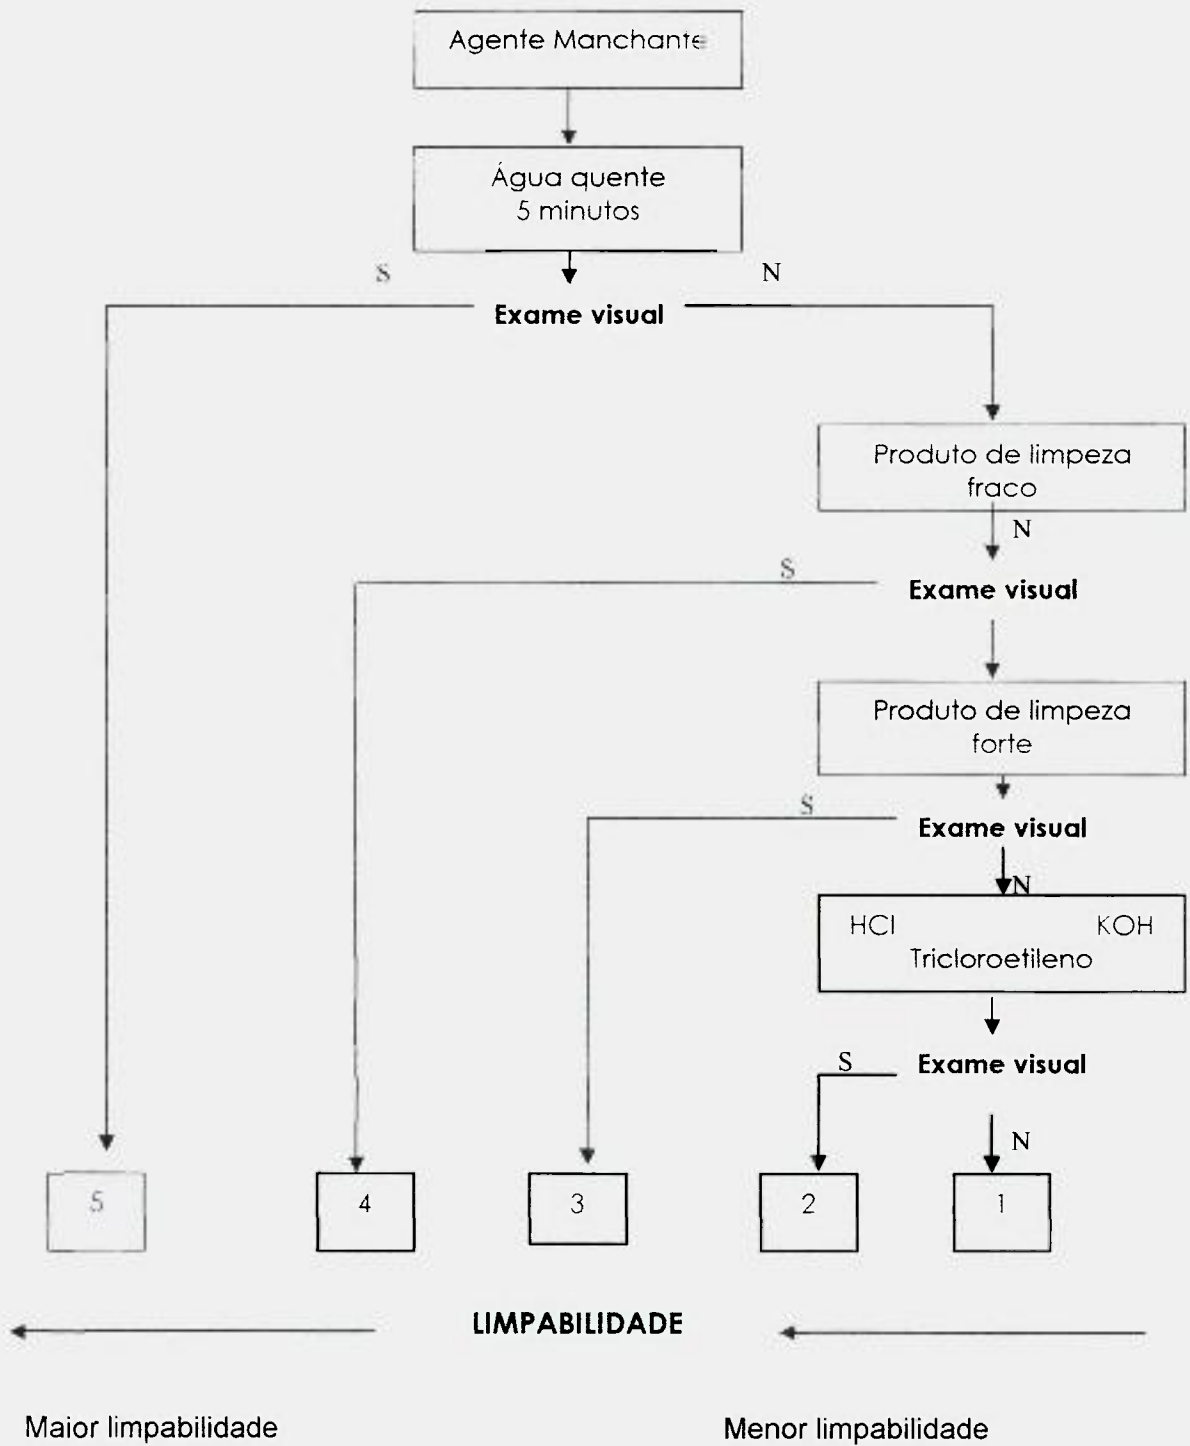 Agente Manchante
Água quente
5 minutos
S
N
Exame visual
Produto de limpeza
fraco
N
S
Exame visual
Produto de limpeza
forte
S
Exame visual
N
HCl KOH
Tricloroetileno
S
Exame visual
N
5 4 3 2 1
LIMPABILIDADE
Maior limpabilidade Menor limpabilidade